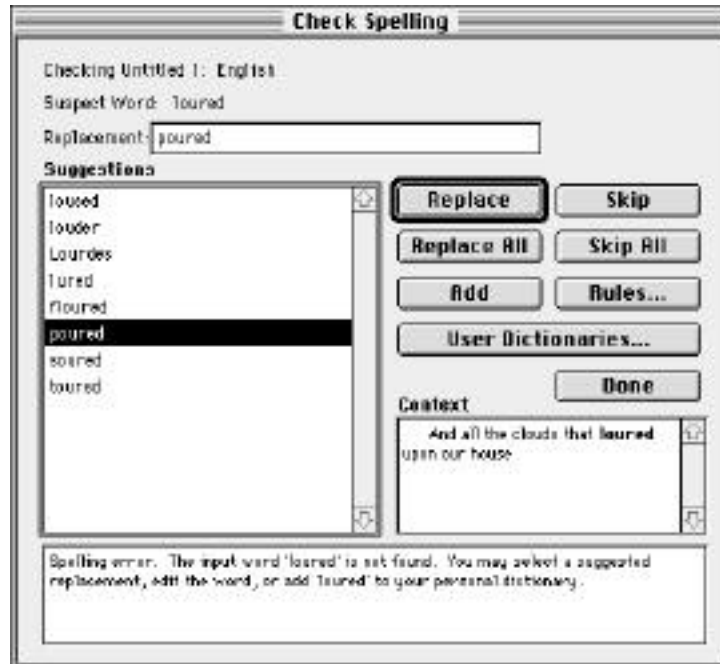 Check Spelling
Checking Untitled 1: English
Suspect Word: loured
Replacement: poured
Suggestions
loused
louder
Lourdes
lured
floured
poured
soured
toured
Replace
Skip
Replace All
Skip All
Add
Rules...
User Dictionaries...
Done
Context
And all the clouds that loured
upon our house
Spelling error. The input word 'loured' is not found. You may select a suggested
replacement, edit the word, or add 'loured' to your personal dictionary.